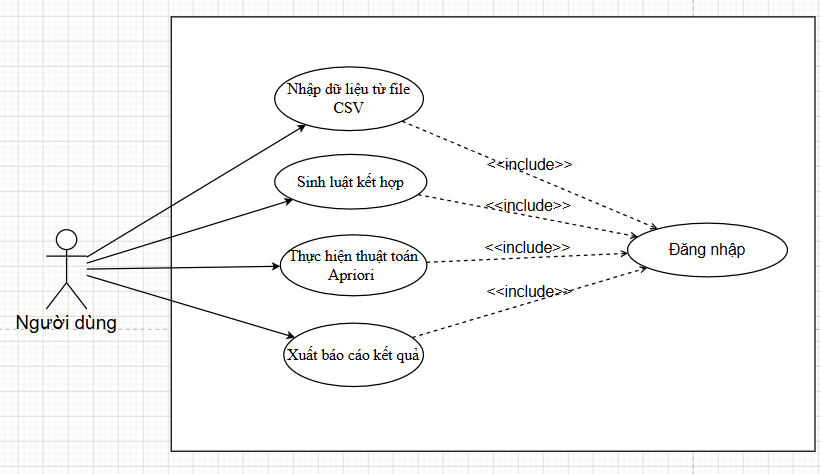 Nhập dữ liệu từ file
CSV
<<include>>
Sinh luật kết hợp
<<include>>
Thực hiện thuật toán
Apriori
<<include>>
Đăng nhập
<<include>>
Người dùng
Xuất báo cáo kết quả